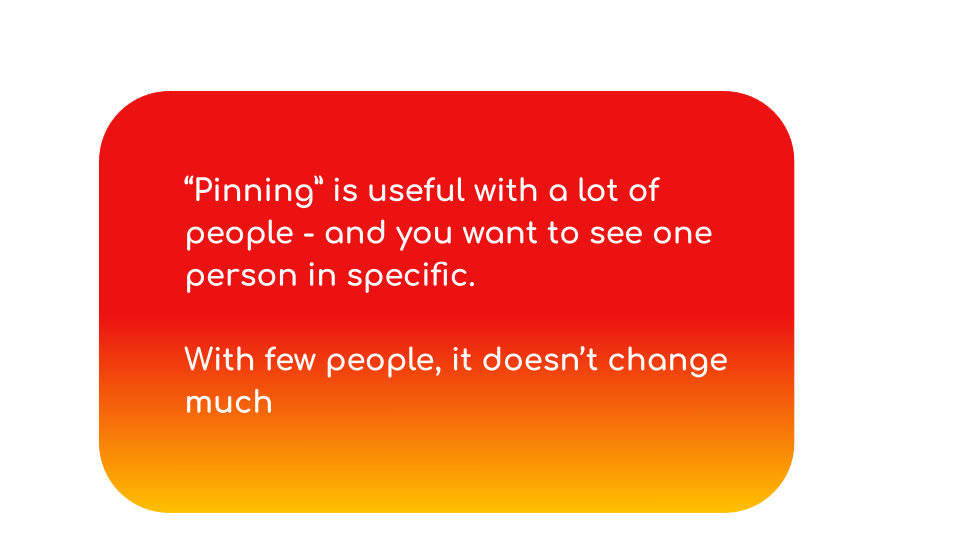 “Pinning” is useful with a lot of
people - and you want to see one
person in specific.
With few people, it doesn’t change
much